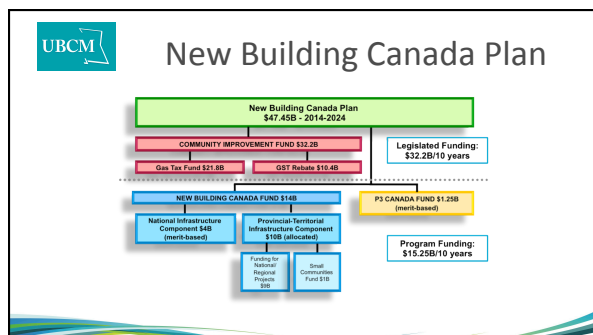 UBCM
New Building Canada Plan
New Building Canada Plan
$47.45B - 2014-2024
COMMUNITY IMPROVEMENT FUND $32.2B
Legislated Funding:
$32.2B/10 years
Gas Tax Fund $21.8B
GST Rebate $10.4B
NEW BUILDING CANADA FUND $14B
P3 CANADA FUND $1.25B
(merit-based)
National Infrastructure
Component $4B
(merit-based)
Provincial-Territorial
Infrastructure Component
$10B (allocated)
Program Funding:
$15.25B/10 years
Funding for
National/
Regional
Projects
$9B
Small
Communities
Fund $1B